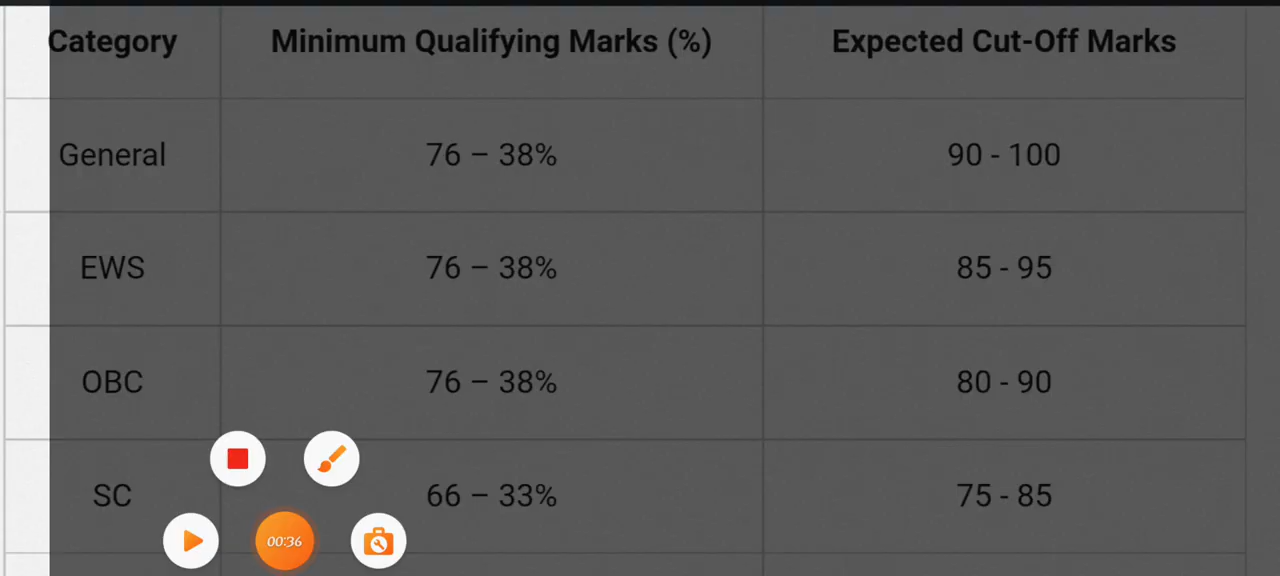 Category Minimum Qualifying Marks (%) Expected Cut-Off Marks
General 76 – 38% 90 - 100
EWS 76 – 38% 85 - 95
OBC 76 – 38% 80 - 90
SC 66 – 33% 75 - 85
00:36